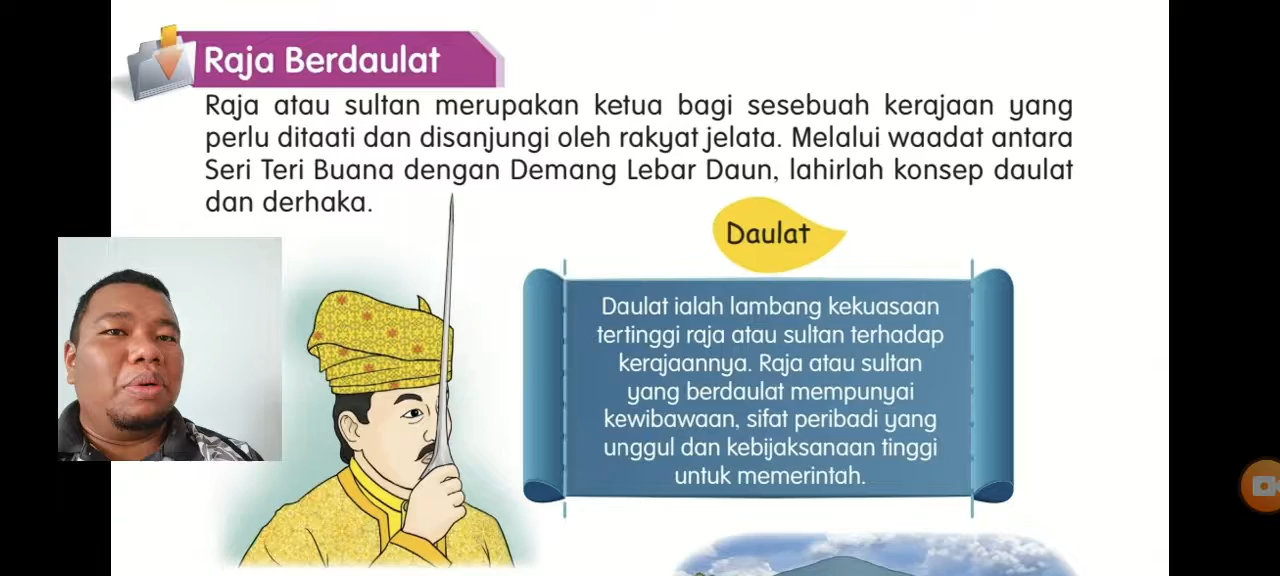 Raja Berdaulat
Raja atau sultan merupakan ketua bagi sesebuah kerajaan yang
perlu ditaati dan disanjungi oleh rakyat jelata. Melalui waadat antara
Seri Teri Buana dengan Demang Lebar Daun, lahirlah konsep daulat
dan derhaka.
Daulat
Daulat ialah lambang kekuasaan
tertinggi raja atau sultan terhadap
kerajaannya. Raja atau sultan
yang berdaulat mempunyai
kewibawaan, sifat peribadi yang
unggul dan kebijaksanaan tinggi
untuk memerintah.